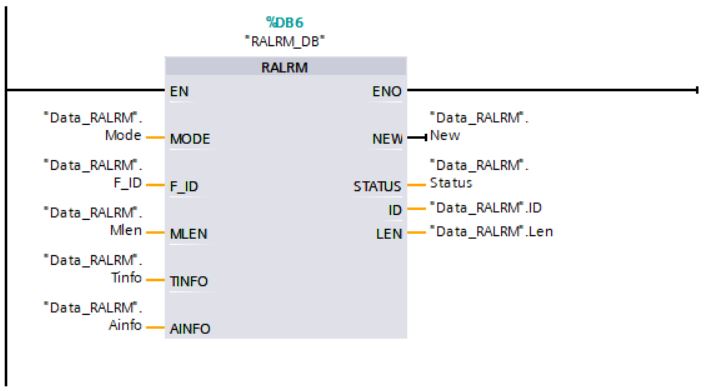 %DB6
"RALRM_DB"
RALRM
EN
ENO
"Data_RALRM".
Mode
MODE
"Data_RALRM".
New
NEW
"Data_RALRM".
F_ID
F_ID
"Data_RALRM".
Status
STATUS
"Data_RALRM".
Mlen
MLEN
ID
"Data_RALRM".ID
LEN
"Data_RALRM".Len
"Data_RALRM".
Tinfo
TINFO
"Data_RALRM".
Ainfo
AINFO